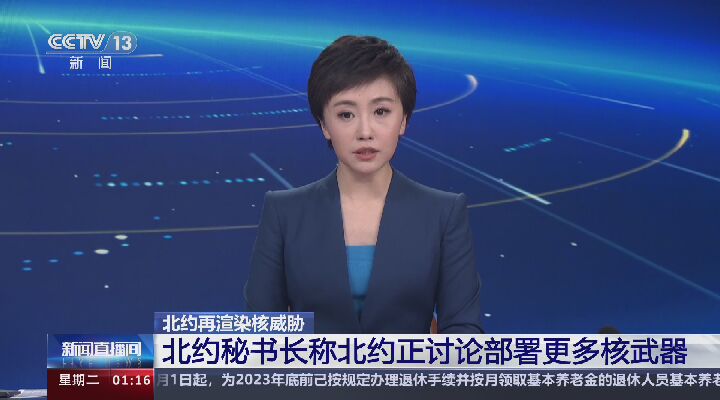 CCTV 13
新闻
北约再渲染核威胁
新闻直播间
北约秘书长称北约正讨论部署更多核武器
星期二 01:16 月1日起，为2023年底前已按规定办理退休手续并按月领取基本养老金的退休人员基本养老